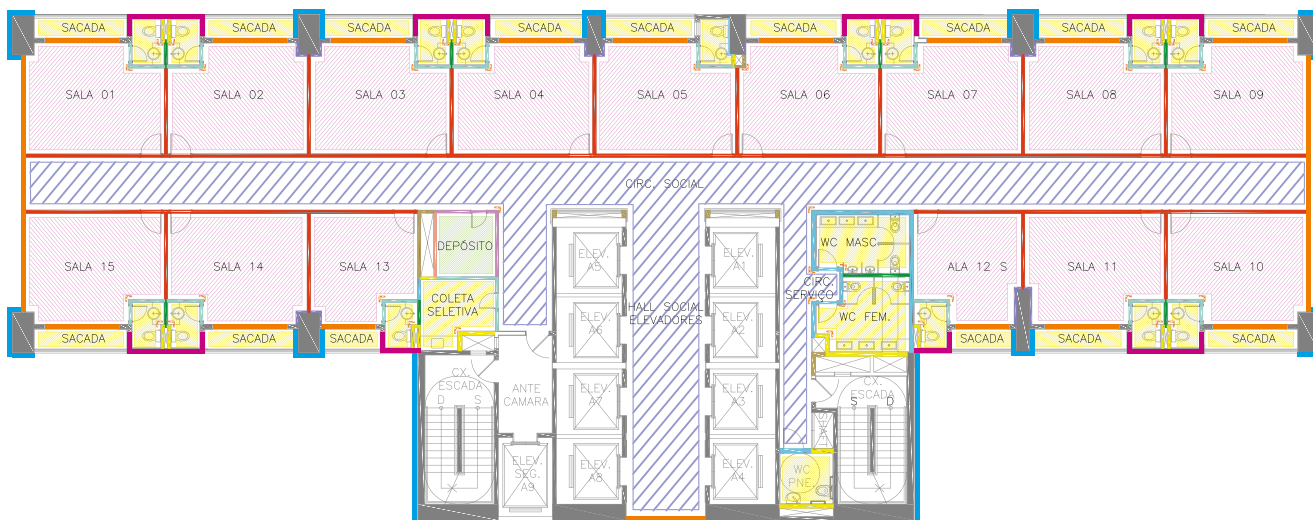 SACADA
SACADA
SACADA
SACADA
SACADA
SACADA
SACADA
SACADA
SACADA
SALA 01
SALA 02
SALA 03
SALA 04
SALA 05
SALA 06
SALA 07
SALA 08
SALA 09
CIRC. SOCIAL
SALA 15
SALA 14
SALA 13
DEPÓSITO
COLETA
SELETIVA
ELEV.
A5
ELEV.
A6
ELEV.
A7
ELEV.
A8
HALL SOCIAL
ELEVADORES
ELEV.
A1
ELEV.
A2
ELEV.
A3
ELEV.
A4
WC MASC
CIRC.
SERVIÇO
WC FEM.
ALA 12 S
SALA 11
SALA 10
SACADA
SACADA
SACADA
SACADA
SACADA
SACADA
CX.
ESCADA
D S
ANTE
CAMARA
ELEV.
SEG.
A9
CX.
ESCADA
S D
WC
PNE.